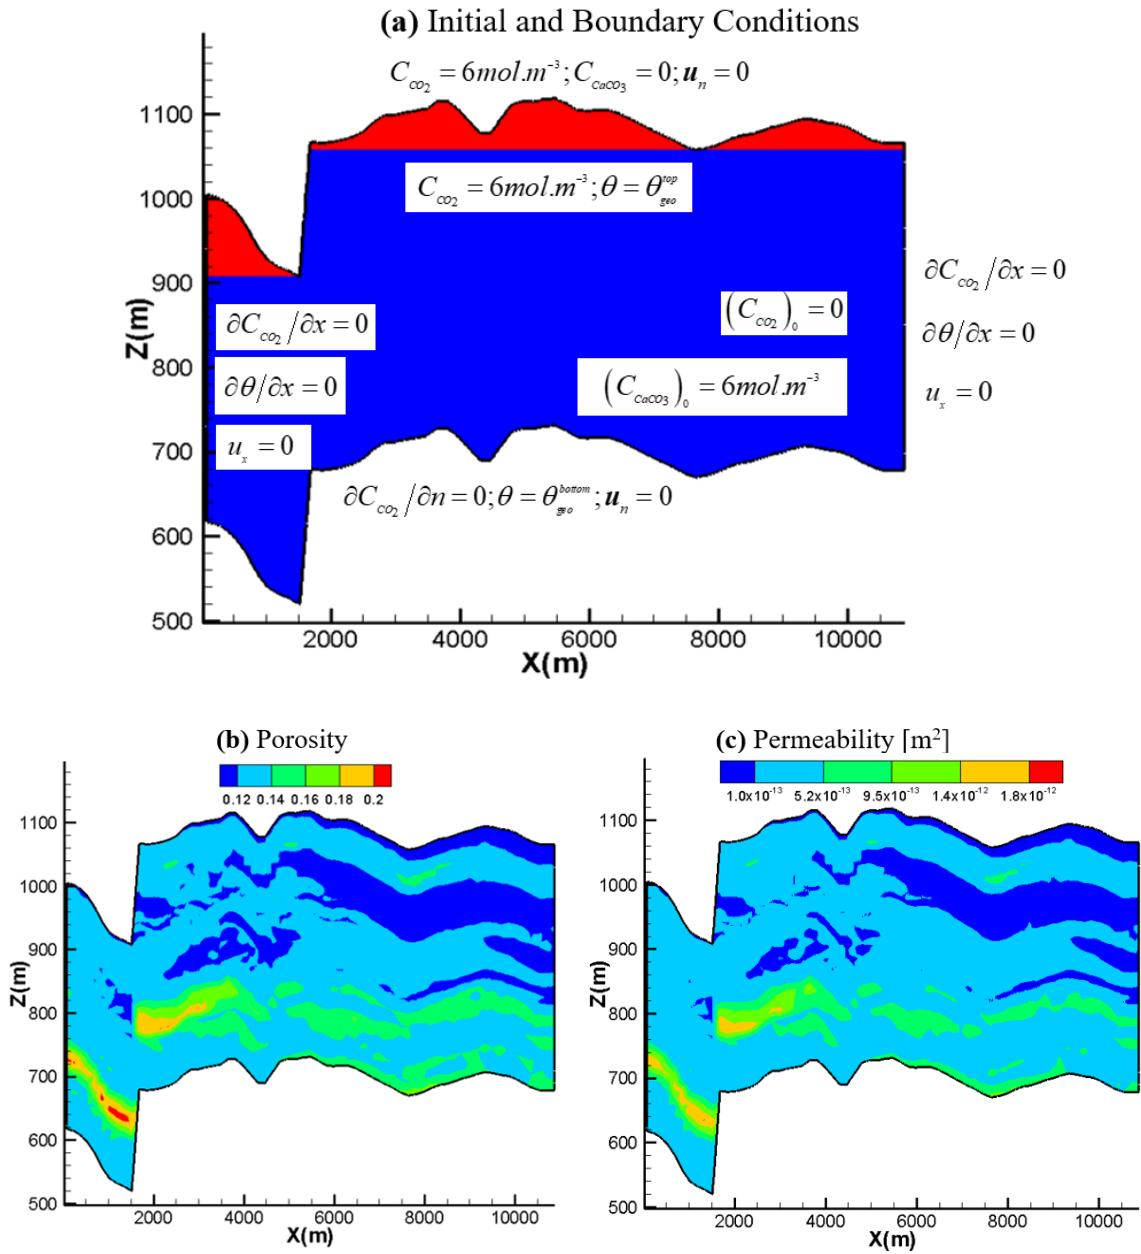 (a) Initial and Boundary Conditions
C_{co_2} = 6mol.m^{-3}; C_{caco_3} = 0; u_n = 0
1100
1000
900
800
700
600
500
Z(m)
C_{co_2} = 6mol.m^{-3}; θ = θ_{geo}^{top}
∂C_{co_2}/∂x = 0
∂θ/∂x = 0
u_x = 0
(C_{co_2})_0 = 0
(C_{caco_3})_0 = 6mol.m^{-3}
∂C_{co_2}/∂x = 0
∂θ/∂x = 0
u_x = 0
∂C_{co_2}/∂n = 0; θ = θ_{geo}^{bottom}; u_n = 0
2000 4000 6000 8000 10000
X(m)
(b) Porosity
0.12 0.14 0.16 0.18 0.2
1100
1000
900
800
700
600
500
Z(m)
2000 4000 6000 8000 10000
X(m)
(c) Permeability [m²]
1.0x10⁻¹³ 5.2x10⁻¹³ 9.5x10⁻¹³ 1.4x10⁻¹² 1.8x10⁻¹²
1100
1000
900
800
700
600
500
Z(m)
2000 4000 6000 8000 10000
X(m)